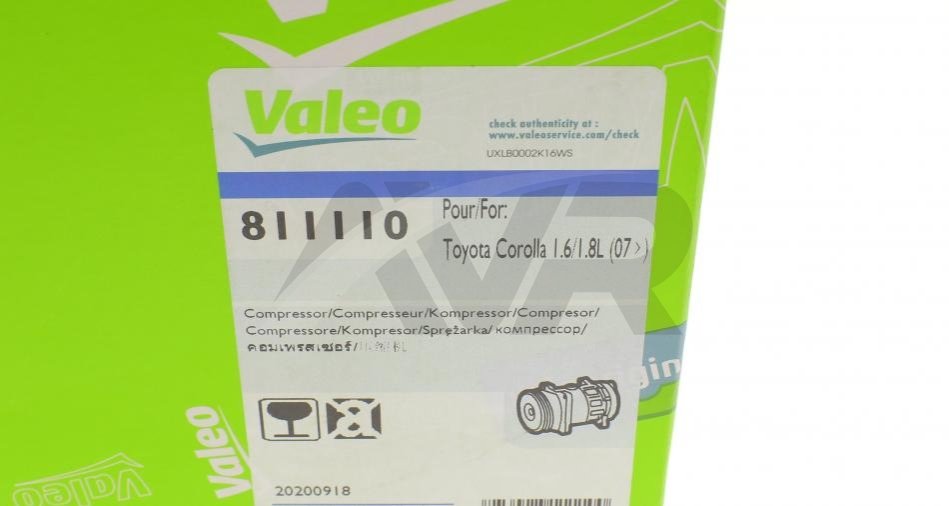 Valeo
check authenticity at :
www.valeoservice.com/check
UXLB0002K16WS
811110
Pour/For:
Toyota Corolla 1.6/1.8L (07>)
Compressor/Compresseur/Kompressor/Compresor/
Compressore/Kompresor/Sprężarka/компрессор/
คอมเพรสเซอร์/
Valeo
Valeo
20200918